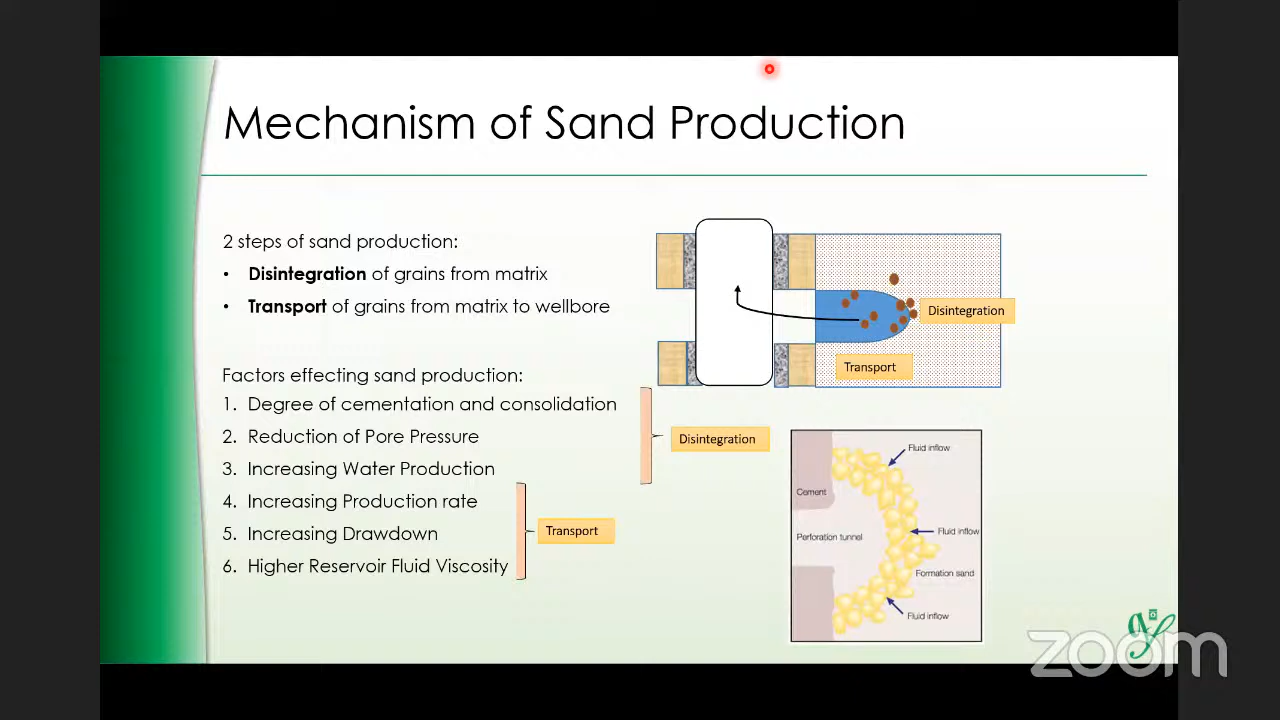 Mechanism of Sand Production
2 steps of sand production:
• Disintegration of grains from matrix
• Transport of grains from matrix to wellbore
Factors effecting sand production:
1. Degree of cementation and consolidation
2. Reduction of Pore Pressure
3. Increasing Water Production
4. Increasing Production rate
5. Increasing Drawdown
6. Higher Reservoir Fluid Viscosity
Disintegration
Transport
Disintegration
Transport
Fluid inflow
Cement
Fluid inflow
Perforation tunnel
Formation sand
Fluid inflow
zoom